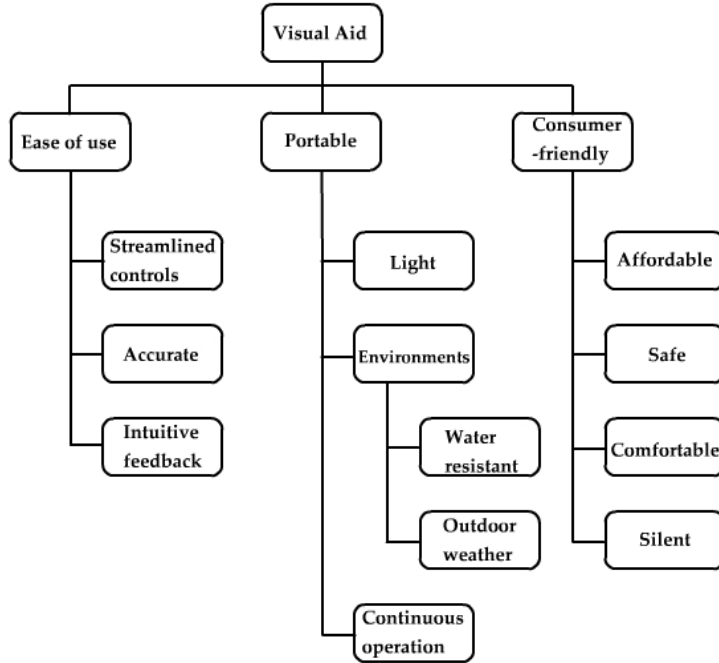 Visual Aid
Ease of use
Portable
Consumer
-friendly
Streamlined
controls
Accurate
Intuitive
feedback
Light
Environments
Water
resistant
Outdoor
weather
Continuous
operation
Affordable
Safe
Comfortable
Silent